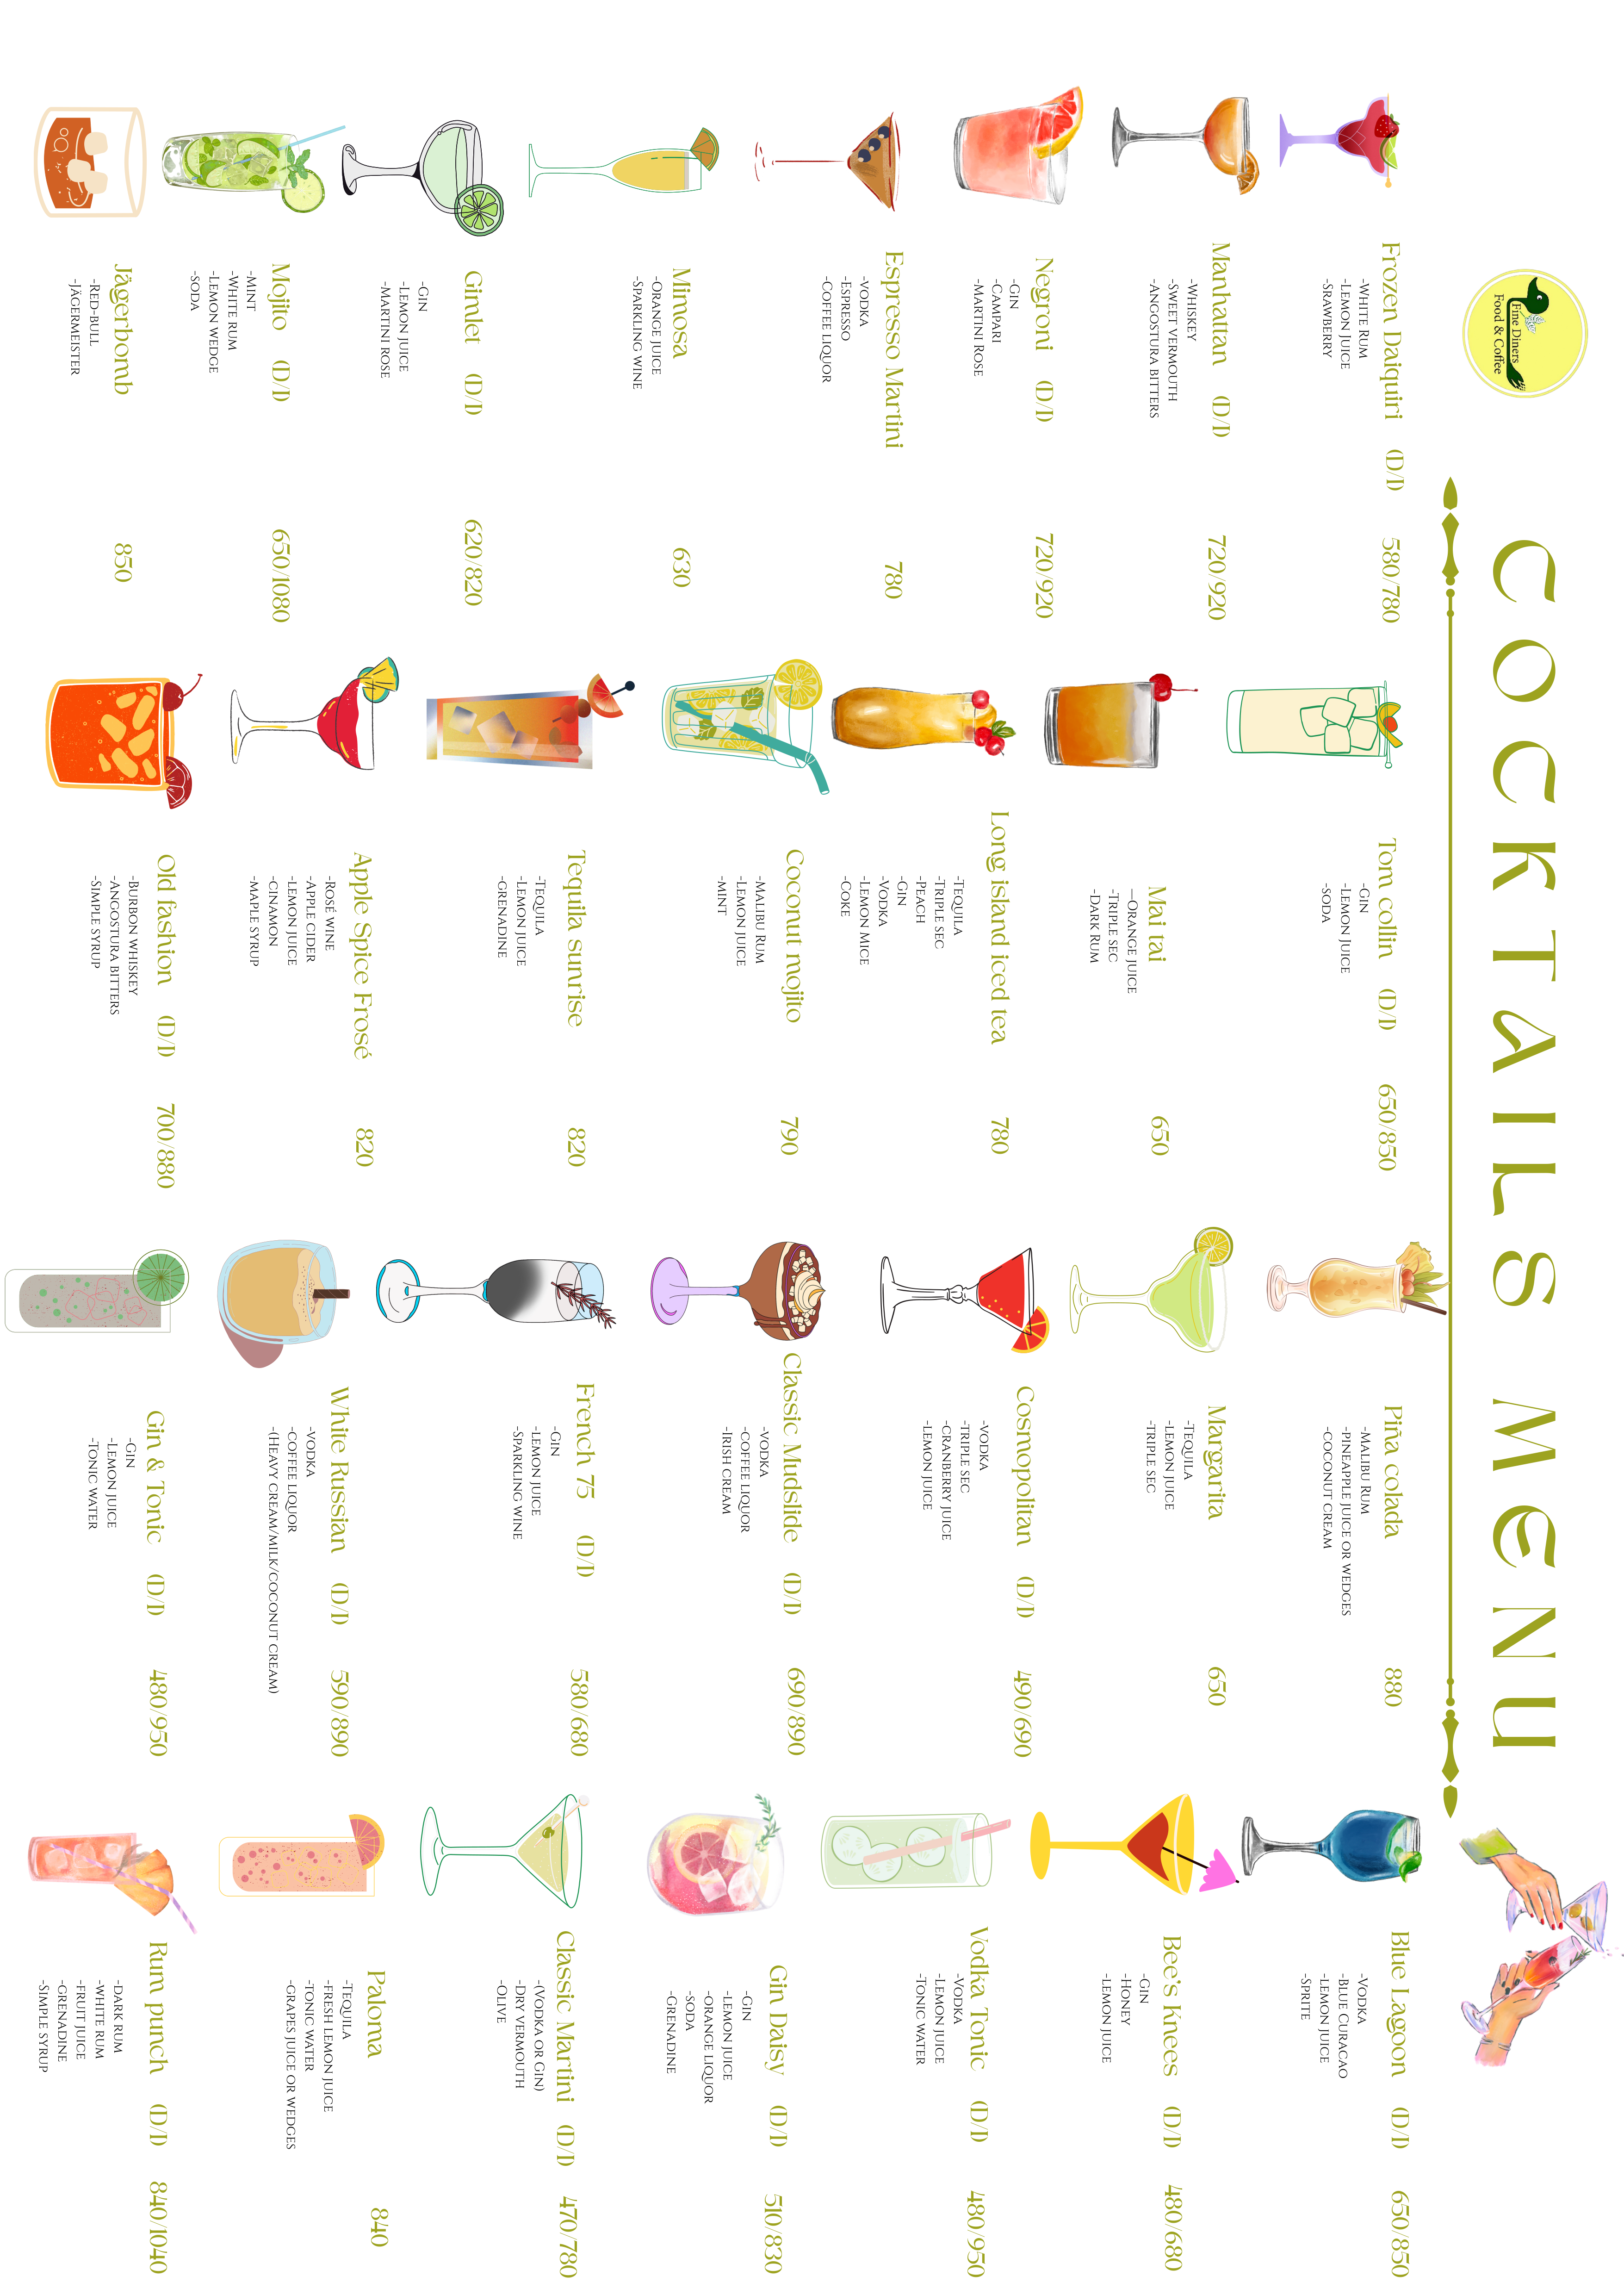 Fine Diners
Food & Coffee
COCKTAILS MENU
Frozen Daiquiri (D/I) 580/780
-White Rum
-Lemon Juice
-Srawberry
Manhattan (D/I) 720/920
-Whiskey
-Sweet vermouth
-Angostura bitters
Negroni (D/I) 720/920
-Gin
-Campari
-Martini Rose
Espresso Martini 780
-Vodka
-Espresso
-Coffee liquor
Mimosa 630
-Orange juice
-Sparkling wine
Gimlet (D/I) 620/820
-Gin
-Lemon juice
-Martini Rose
Mojito (D/I) 650/1080
-Mint
-White Rum
-Lemon wedge
-Soda
Jägerbomb 850
-Red-bull
-Jägermeister
Tom collin (D/I) 650/850
-Gin
-Lemon Juice
-Soda
Mai tai 650
—Orange juice
-Triple sec
-Dark Rum
Long island iced tea 780
-Tequila
-Triple sec
-Peach
-Gin
-Vodka
-Lemon Mice
-Coke
Coconut mojito 790
-Malibu Rum
-Lemon juice
-Mint
Tequila sunrise 820
-Tequila
-Lemon juice
-Grenadine
Apple Spice Frosé 820
-Rosé wine
-Apple cider
-Lemon juice
-Cinamon
-Maple syrup
Old fashion (D/I) 700/880
-Burbon whiskey
-Angostura bitters
-Simple syrup
Piña colada 880
-Malibu Rum
-Pineapple juice or wedges
-Coconut cream
Margarita 650
-Tequila
-Lemon juice
-Triple sec
Cosmopolitan (D/I) 490/690
-Vodka
-Triple sec
-Cranberry juice
-Lemon juice
Classic Mudslide (D/I) 690/890
-Vodka
-Coffee liquor
-Irish cream
French 75 (D/I) 580/680
-Gin
-Lemon juice
-Sparkling wine
White Russian (D/I) 590/890
-Vodka
-Coffee liquor
-(Heavy cream/milk/coconut cream)
Gin & Tonic (D/I) 480/950
-Gin
-Lemon juice
-Tonic water
Blue Lagoon (D/I) 650/850
-Vodka
-Blue Curacao
-Lemon juice
-Sprite
Bee's Knees (D/I) 480/680
-Gin
-Honey
-Lemon juice
Vodka Tonic (D/I) 480/950
-Vodka
-Lemon juice
-Tonic water
Gin Daisy (D/I) 510/830
-Gin
-Lemon juice
-Orange liquor
-Soda
-Grenadine
Classic Martini (D/I) 470/780
-(Vodka or Gin)
-Dry vermouth
-Olive
Paloma 840
-Tequila
-Fresh lemon juice
-Tonic water
-Grapes juice or wedges
Rum punch (D/I) 840/1040
-Dark rum
-White rum
-Fruit juice
-Grenadine
-Simple syrup